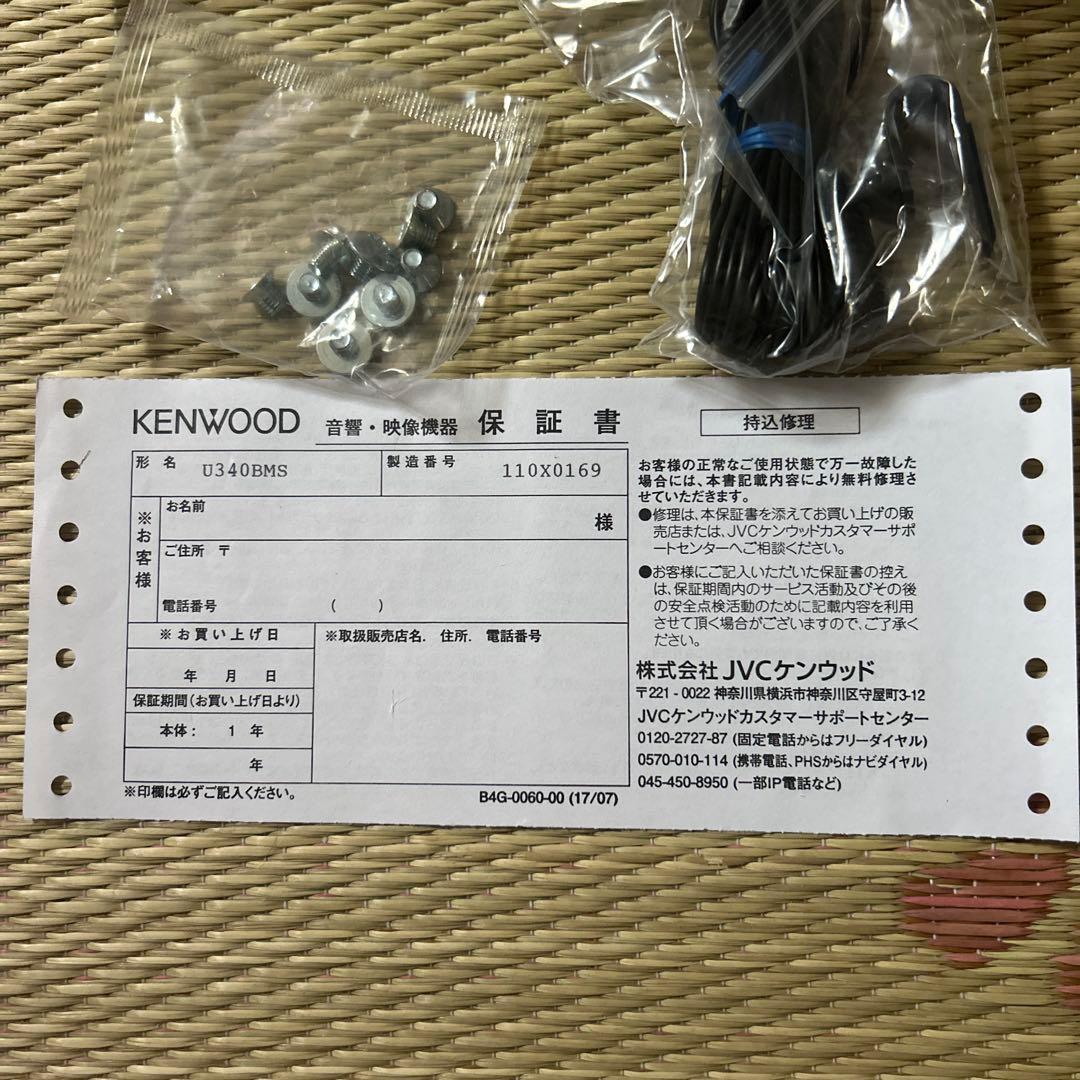 KENWOOD 音響・映像機器 保証書
持込修理
形名 U340BMS 製造番号 110X0169
※お客様
お名前
様
ご住所 〒
電話番号 ( )
※お買い上げ日
年 月 日
保証期間(お買い上げ日より)
本体: 1 年
年
※取扱販売店名. 住所. 電話番号
※印欄は必ずご記入ください。
B4G-0060-00 (17/07)
お客様の正常なご使用状態で万一故障した
場合には、本書記載内容により無料修理さ
せていただきます。
●修理は、本保証書を添えてお買い上げの販
売店または、JVCケンウッドカスタマーサポ
ートセンターへご相談ください。
●お客様にご記入いただいた保証書の控え
は、保証期間内のサービス活動及びその後
の安全点検活動のために記載内容を利用
させて頂く場合がございますので、ご了承く
ださい。
株式会社JVCケンウッド
〒221-0022 神奈川県横浜市神奈川区守屋町3-12
JVCケンウッドカスタマーサポートセンター
0120-2727-87 (固定電話からはフリーダイヤル)
0570-010-114 (携帯電話、PHSからはナビダイヤル)
045-450-8950 (一部IP電話など)